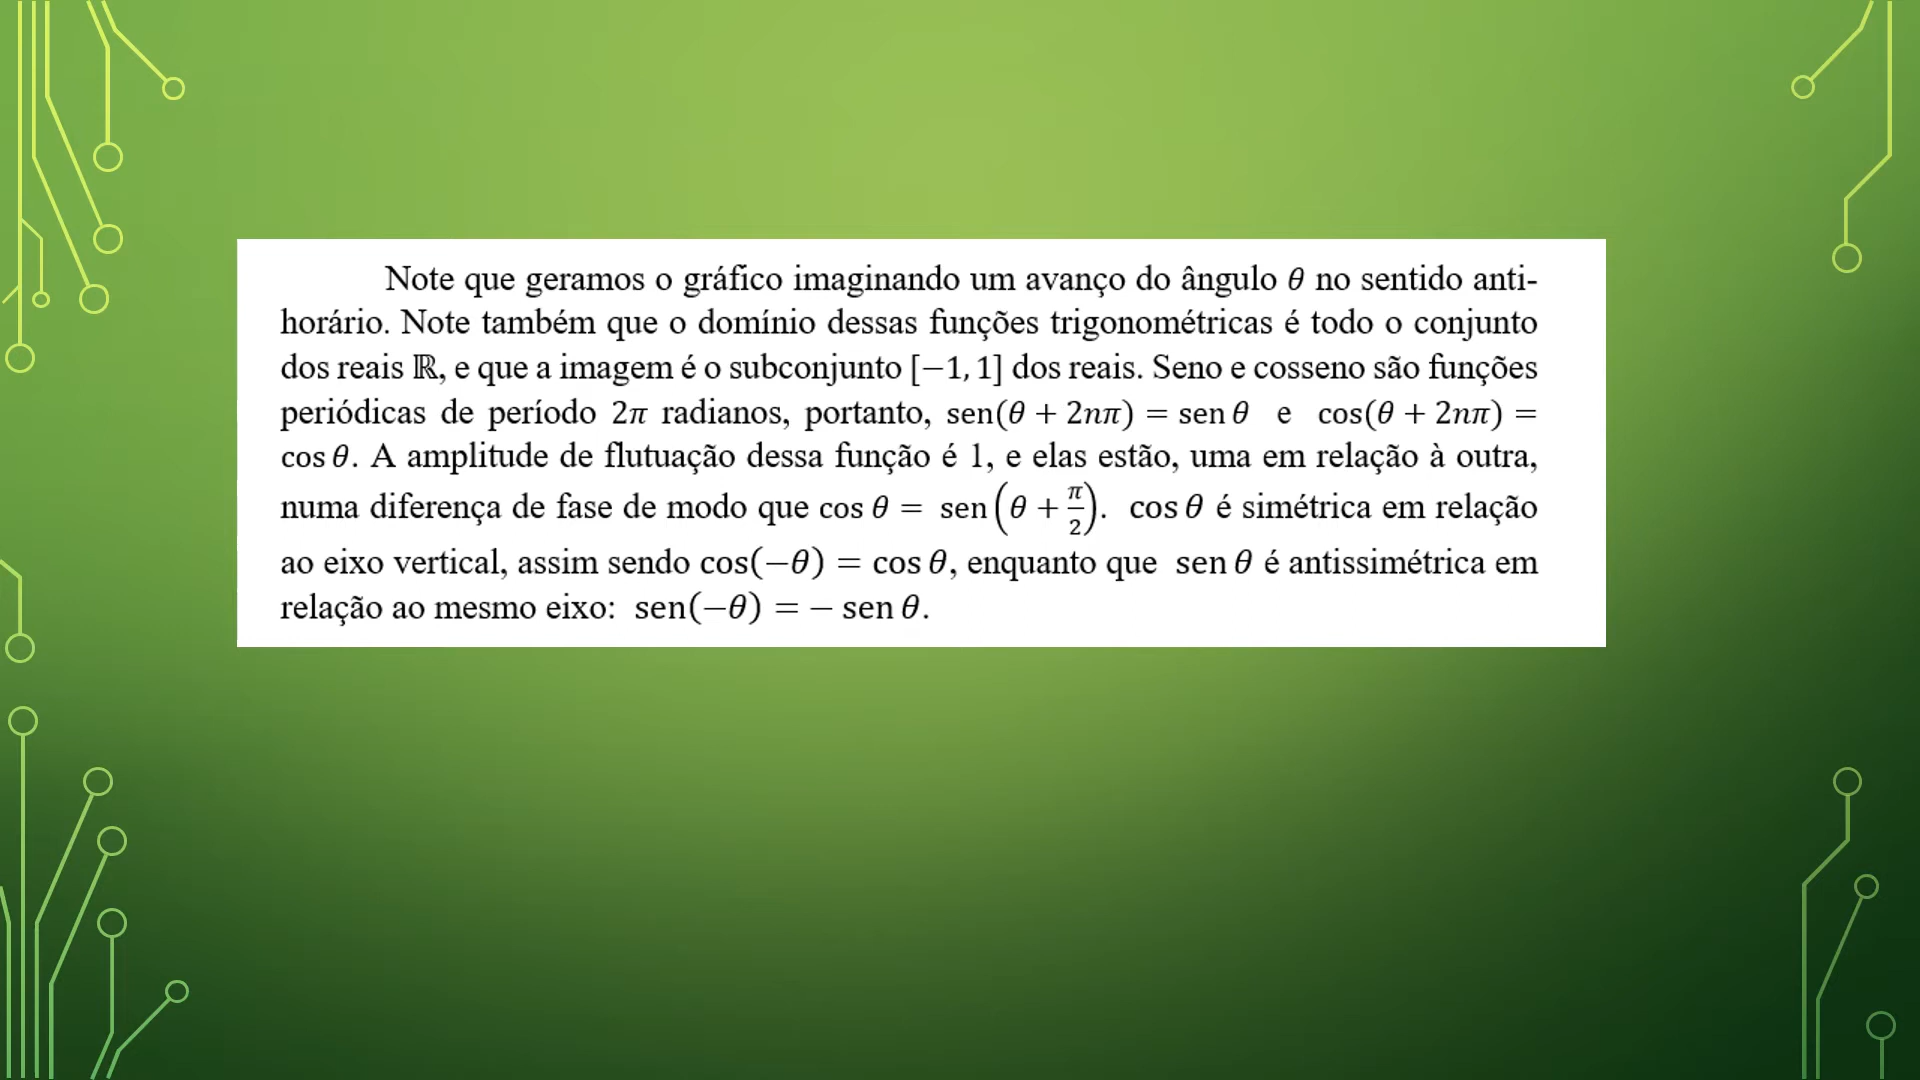 Note que geramos o gráfico imaginando um avanço do ângulo θ no sentido anti-
horário. Note também que o domínio dessas funções trigonométricas é todo o conjunto
dos reais ℝ, e que a imagem é o subconjunto [−1, 1] dos reais. Seno e cosseno são funções
periódicas de período 2π radianos, portanto, sen(θ + 2nπ) = sen θ e cos(θ + 2nπ) =
cos θ. A amplitude de flutuação dessa função é 1, e elas estão, uma em relação à outra,
numa diferença de fase de modo que cos θ = sen(θ + π/2). cos θ é simétrica em relação
ao eixo vertical, assim sendo cos(−θ) = cos θ, enquanto que sen θ é antissimétrica em
relação ao mesmo eixo: sen(−θ) = − sen θ.